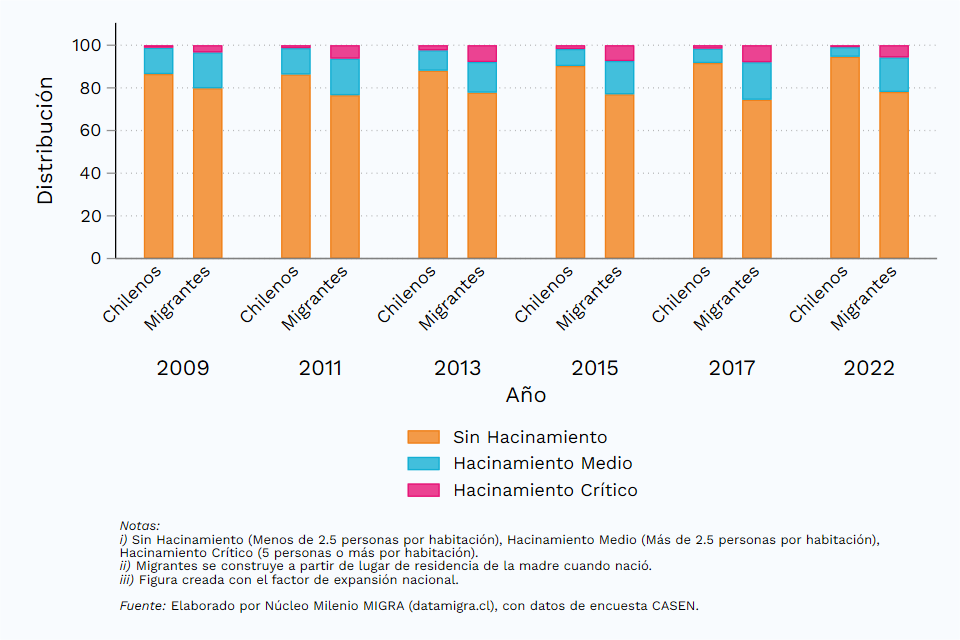 Distribución
100
80
60
40
20
0
Chilenos
Migrantes
Chilenos
Migrantes
Chilenos
Migrantes
Chilenos
Migrantes
Chilenos
Migrantes
Chilenos
Migrantes
2009
2011
2013
2015
2017
2022
Año
Sin Hacinamiento
Hacinamiento Medio
Hacinamiento Crítico
Notas:
i) Sin Hacinamiento (Menos de 2.5 personas por habitación), Hacinamiento Medio (Más de 2.5 personas por habitación),
Hacinamiento Crítico (5 personas o más por habitación).
ii) Migrantes se construye a partir de lugar de residencia de la madre cuando nació.
iii) Figura creada con el factor de expansión nacional.
Fuente: Elaborado por Núcleo Milenio MIGRA (datamigra.cl), con datos de encuesta CASEN.